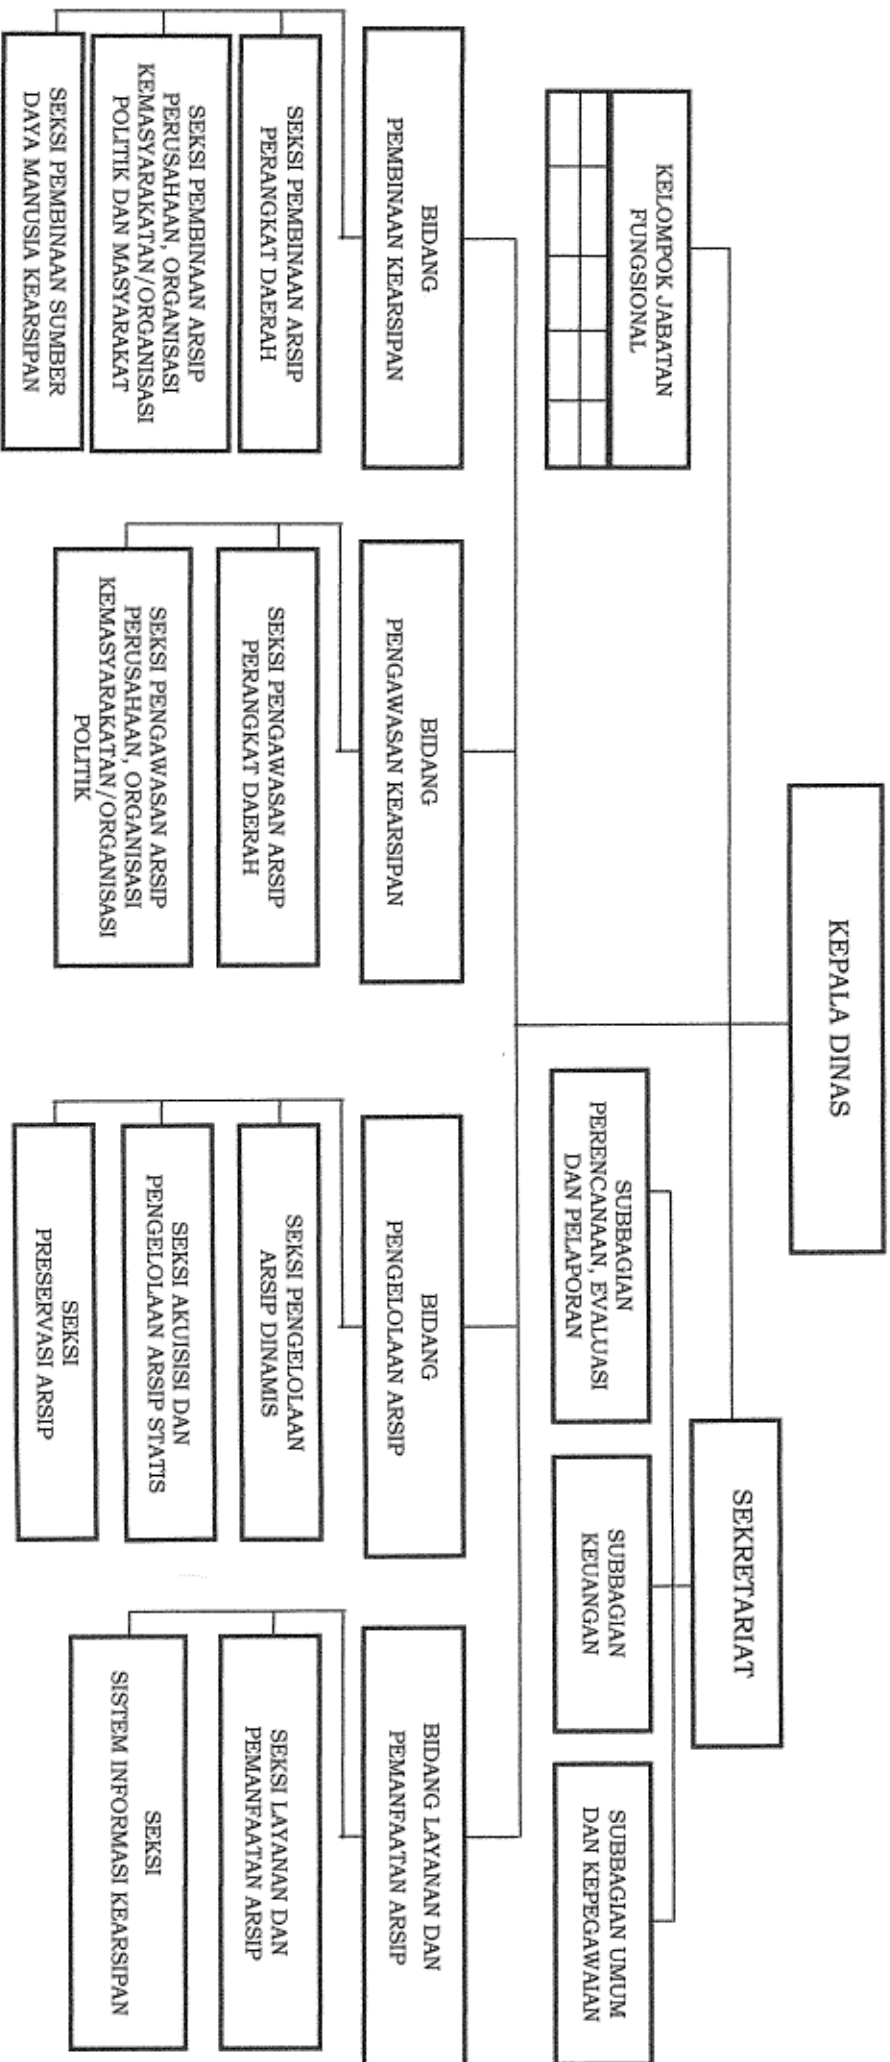 KEPALA DINAS
KELOMPOK JABATAN
FUNGSIONAL
SEKRETARIAT
SUBBAGIAN
PERENCANAAN, EVALUASI
DAN PELAPORAN
SUBBAGIAN
KEUANGAN
SUBBAGIAN UMUM
DAN KEPEGAWAIAN
BIDANG
PEMBINAAN KEARSIPAN
SEKSI PEMBINAAN ARSIP
PERANGKAT DAERAH
SEKSI PEMBINAAN ARSIP
PERUSAHAAN, ORGANISASI
KEMASYARAKATAN/ORGANISASI
POLITIK DAN MASYARAKAT
SEKSI PEMBINAAN SUMBER
DAYA MANUSIA KEARSIPAN
BIDANG
PENGAWASAN KEARSIPAN
SEKSI PENGAWASAN ARSIP
PERANGKAT DAERAH
SEKSI PENGAWASAN ARSIP
PERUSAHAAN, ORGANISASI
KEMASYARAKATAN/ORGANISASI
POLITIK
BIDANG
PENGELOLAAN ARSIP
SEKSI PENGELOLAAN
ARSIP DINAMIS
SEKSI AKUISISI DAN
PENGELOLAAN ARSIP STATIS
SEKSI
PRESERVASI ARSIP
BIDANG LAYANAN DAN
PEMANFAATAN ARSIP
SEKSI LAYANAN DAN
PEMANFAATAN ARSIP
SEKSI
SISTEM INFORMASI KEARSIPAN